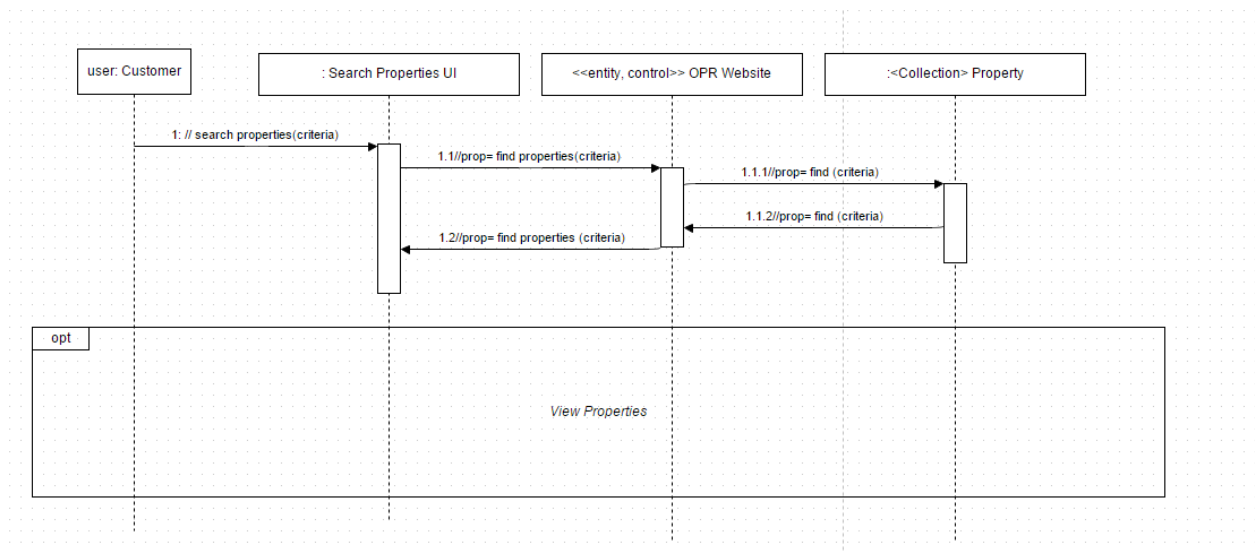 user: Customer
: Search Properties UI
<<entity, control>> OPR Website
:<Collection> Property
1: // search properties(criteria)
1.1//prop= find properties(criteria)
1.1.1//prop= find (criteria)
1.1.2//prop= find (criteria)
1.2//prop= find properties (criteria)
opt
View Properties